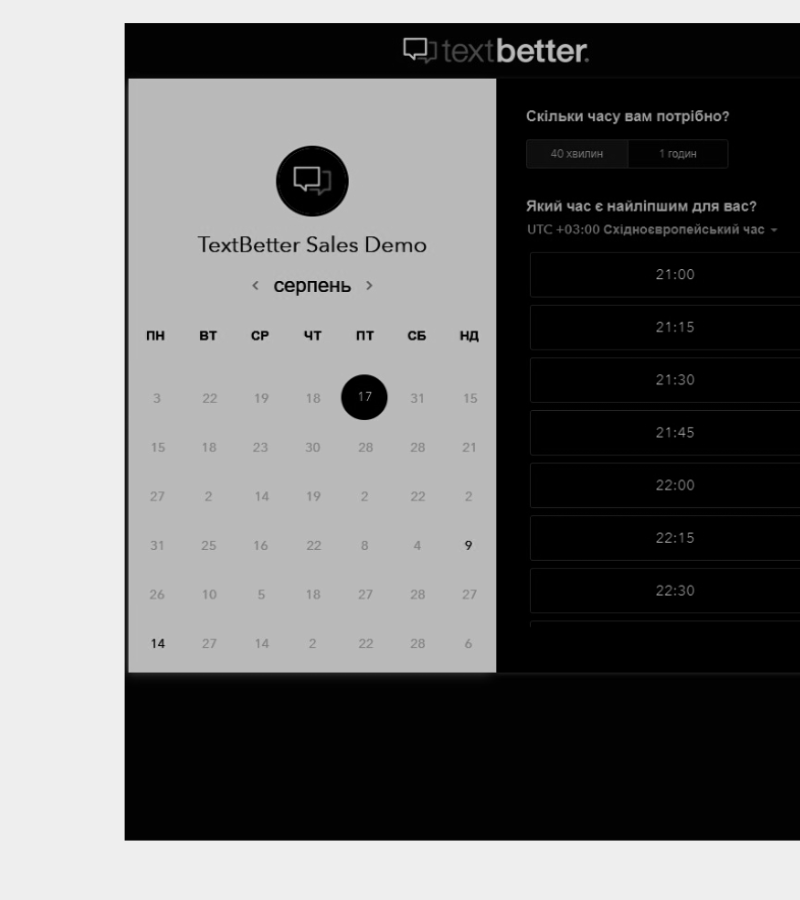 textbetter.
TextBetter Sales Demo
< серпень >
ПН ВТ СР ЧТ ПТ СБ НД
3 22 19 18 17 31 15
15 18 23 30 28 28 21
27 2 14 19 2 22 2
31 25 16 22 8 4 9
26 10 5 18 27 28 27
14 27 14 2 22 28 6
Скільки часу вам потрібно?
40 хвилин 1 годин
Який час є найліпшим для вас?
UTC +03:00 Східноєвропейський час
21:00
21:15
21:30
21:45
22:00
22:15
22:30